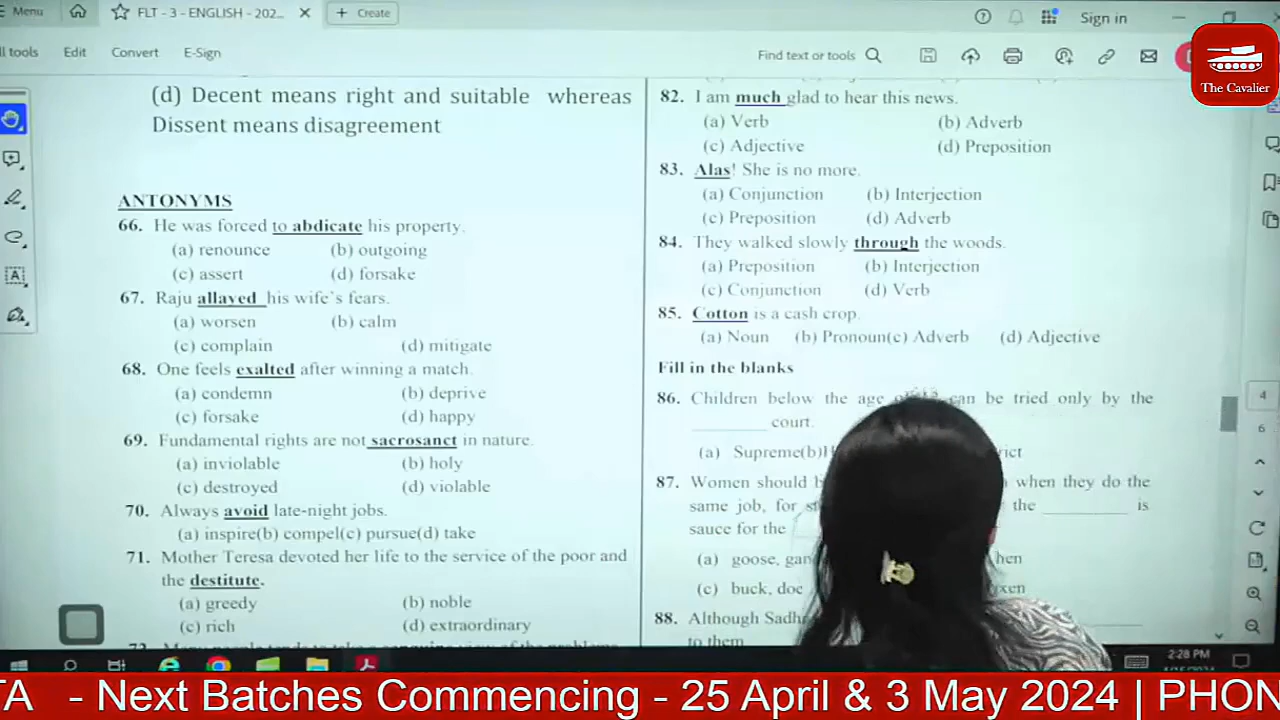 Menu
FLT - 3 - ENGLISH - 202...
+ Create
Sign in
ll tools
Edit
Convert
E-Sign
Find text or tools
The Cavalier
(d) Decent means right and suitable whereas
Dissent means disagreement
ANTONYMS
66. He was forced to abdicate his property.
(a) renounce (b) outgoing
(c) assert (d) forsake
67. Raju allayed his wife's fears.
(a) worsen (b) calm
(c) complain (d) mitigate
68. One feels exalted after winning a match.
(a) condemn (b) deprive
(c) forsake (d) happy
69. Fundamental rights are not sacrosanct in nature.
(a) inviolable (b) holy
(c) destroyed (d) violable
70. Always avoid late-night jobs.
(a) inspire(b) compel(c) pursue(d) take
71. Mother Teresa devoted her life to the service of the poor and
the destitute.
(a) greedy (b) noble
(c) rich (d) extraordinary
82. I am much glad to hear this news.
(a) Verb (b) Adverb
(c) Adjective (d) Preposition
83. Alas! She is no more.
(a) Conjunction (b) Interjection
(c) Preposition (d) Adverb
84. They walked slowly through the woods.
(a) Preposition (b) Interjection
(c) Conjunction (d) Verb
85. Cotton is a cash crop.
(a) Noun (b) Pronoun(c) Adverb (d) Adjective
Fill in the blanks
86. Children below the age can be tried only by the
________ court.
(a) Supreme(b)
87. Women should when they do the
same job, for the ________ is
sauce for the
(a) goose, hen
(c) buck, doe
88. Although
to them
4
6
2:28 PM
TA - Next Batches Commencing - 25 April & 3 May 2024 | PHON